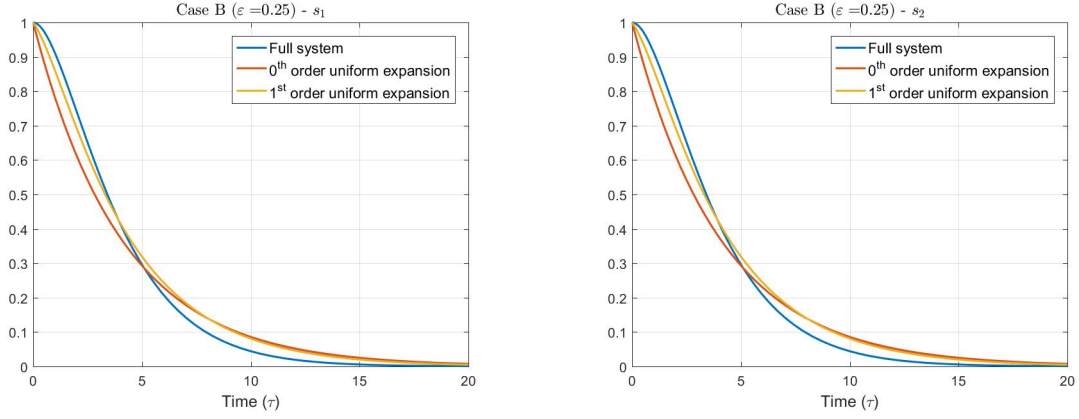 Case B (ε =0.25) - s₁
Full system
0th order uniform expansion
1st order uniform expansion
1
0.9
0.8
0.7
0.6
0.5
0.4
0.3
0.2
0.1
0
0 5 10 15 20
Time (τ)
Case B (ε =0.25) - s₂
Full system
0th order uniform expansion
1st order uniform expansion
1
0.9
0.8
0.7
0.6
0.5
0.4
0.3
0.2
0.1
0
0 5 10 15 20
Time (τ)